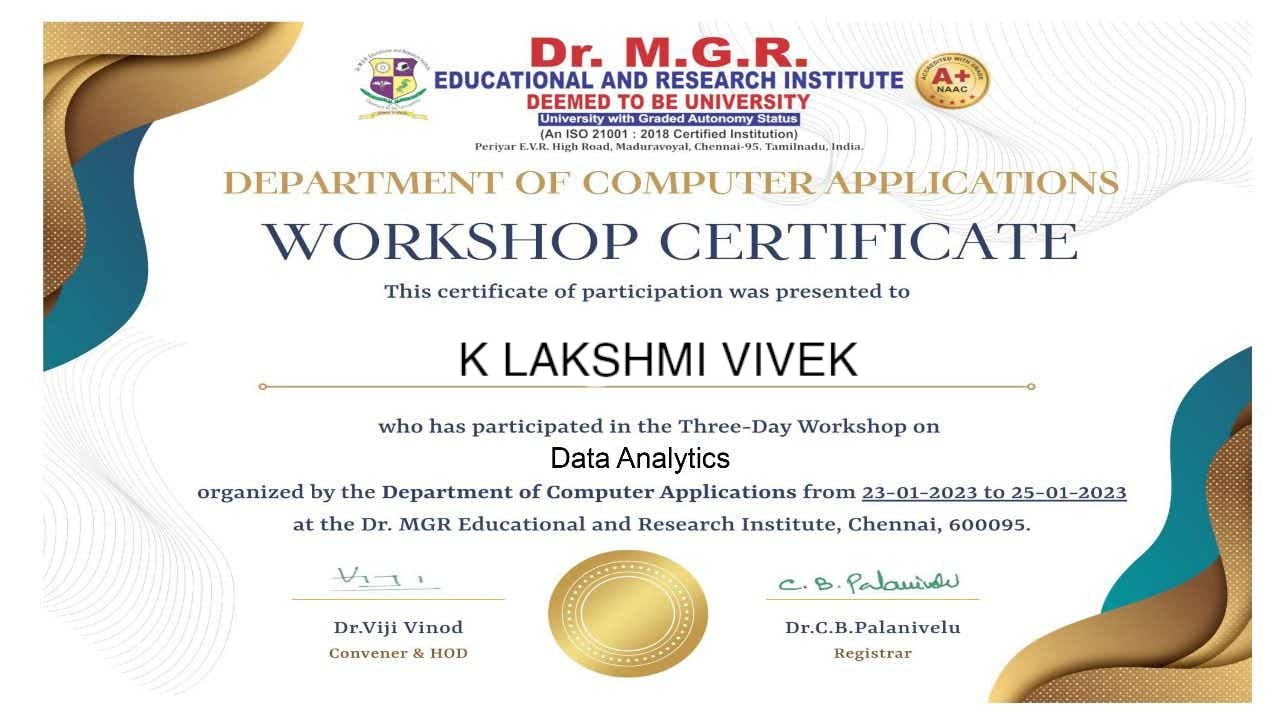 Dr. M.G.R.
EDUCATIONAL AND RESEARCH INSTITUTE
DEEMED TO BE UNIVERSITY
University with Graded Autonomy Status
(An ISO 21001 : 2018 Certified Institution)
Periyar E.V.R. High Road, Maduravoyal, Chennai-95. Tamilnadu, India.
ACCREDITED WITH GRADE
A+
NAAC
DEPARTMENT OF COMPUTER APPLICATIONS
WORKSHOP CERTIFICATE
This certificate of participation was presented to
K LAKSHMI VIVEK
who has participated in the Three-Day Workshop on
Data Analytics
organized by the Department of Computer Applications from 23-01-2023 to 25-01-2023
at the Dr. MGR Educational and Research Institute, Chennai, 600095.
Viji
C. B. Palanivelu
Dr.Viji Vinod
Dr.C.B.Palanivelu
Convener & HOD
Registrar